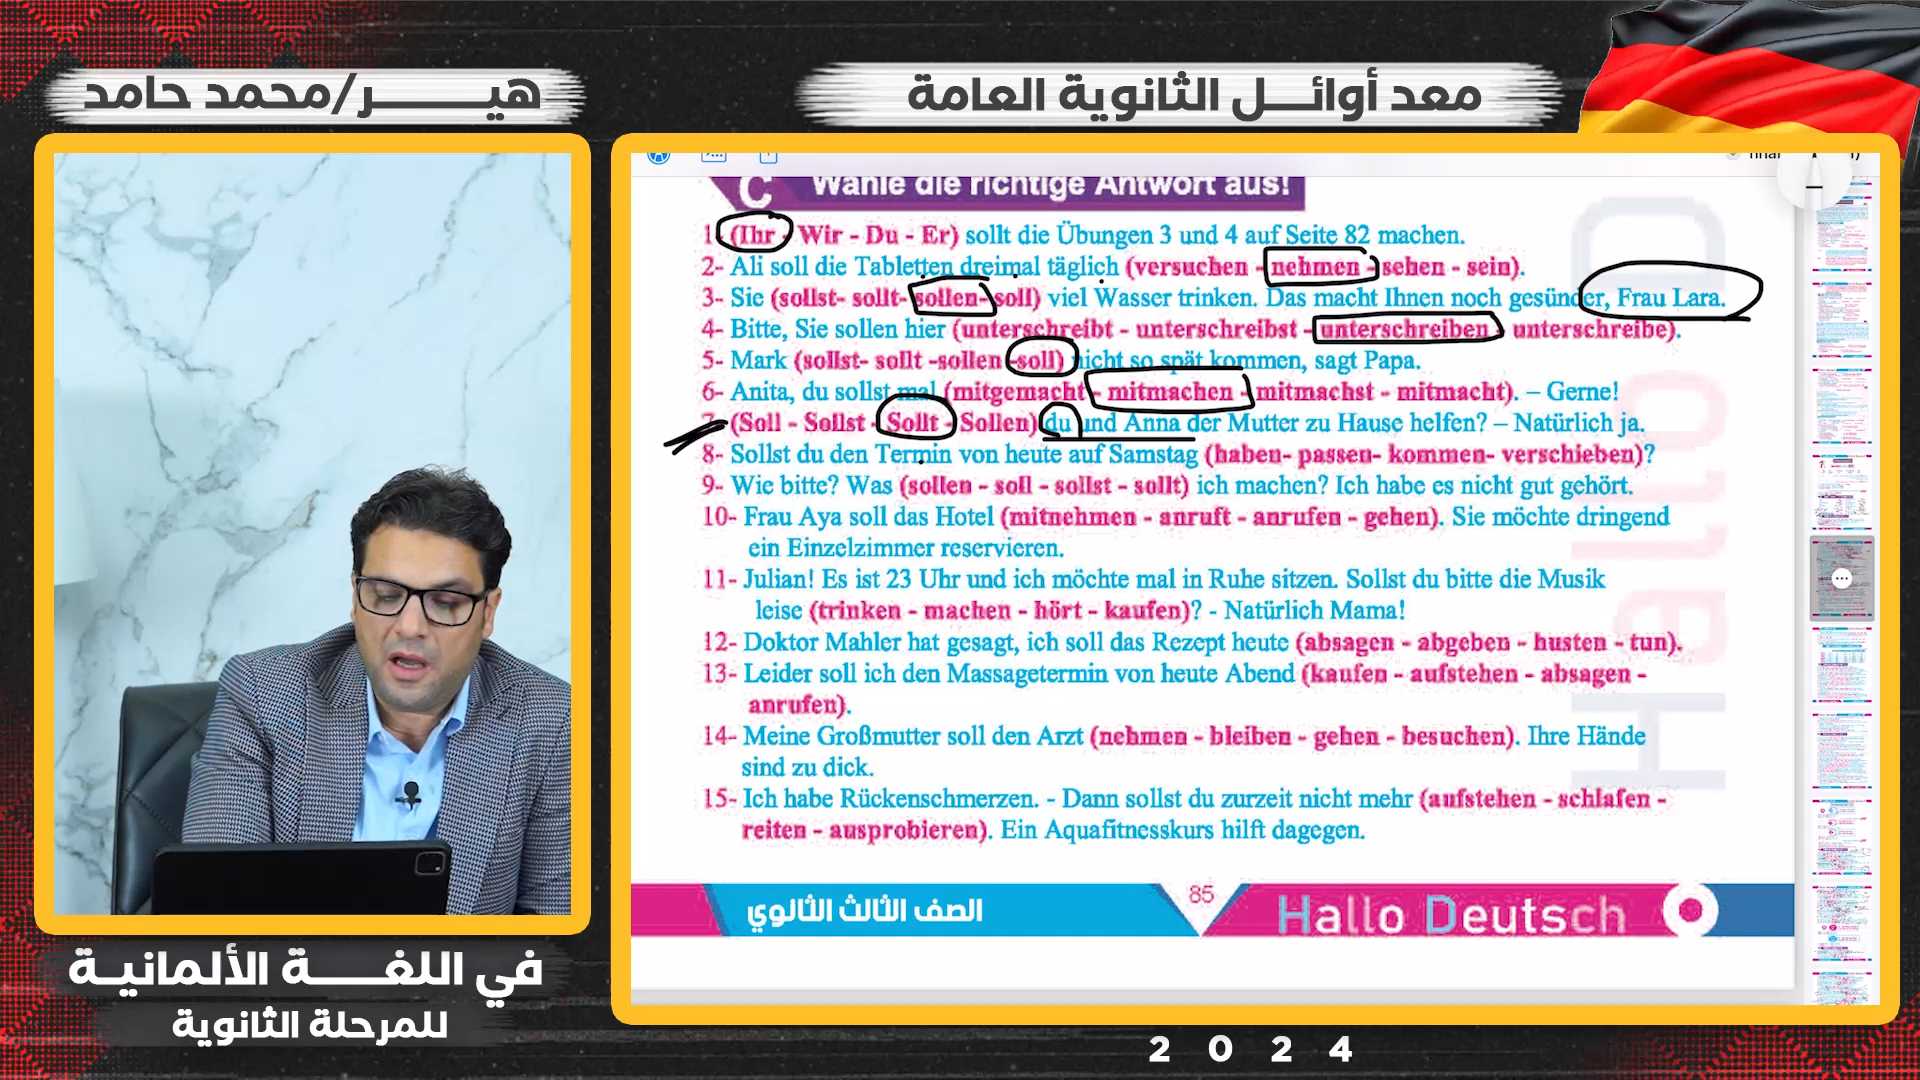 هيـــــــــر/محمد حامد
معد أوائــل الثانوية العامة
C Wähle die richtige Antwort aus!
1- (Ihr - Wir - Du - Er) sollt die Übungen 3 und 4 auf Seite 82 machen.
2- Ali soll die Tabletten dreimal täglich (versuchen - nehmen - sehen - sein).
3- Sie (sollst- sollt- sollen- soll) viel Wasser trinken. Das macht Ihnen noch gesünder, Frau Lara.
4- Bitte, Sie sollen hier (unterschreibt - unterschreibst - unterschreiben - unterschreibe).
5- Mark (sollst- sollt -sollen -soll) nicht so spät kommen, sagt Papa.
6- Anita, du sollst mal (mitgemacht - mitmachen - mitmachst - mitmacht). – Gerne!
7- (Soll - Sollst - Sollt - Sollen) du und Anna der Mutter zu Hause helfen? – Natürlich ja.
8- Sollst du den Termin von heute auf Samstag (haben- passen- kommen- verschieben)?
9- Wie bitte? Was (sollen - soll - sollst - sollt) ich machen? Ich habe es nicht gut gehört.
10- Frau Aya soll das Hotel (mitnehmen - anruft - anrufen - gehen). Sie möchte dringend
ein Einzelzimmer reservieren.
11- Julian! Es ist 23 Uhr und ich möchte mal in Ruhe sitzen. Sollst du bitte die Musik
leise (trinken - machen - hört - kaufen)? - Natürlich Mama!
12- Doktor Mahler hat gesagt, ich soll das Rezept heute (absagen - abgeben - husten - tun).
13- Leider soll ich den Massagetermin von heute Abend (kaufen - aufstehen - absagen -
anrufen).
14- Meine Großmutter soll den Arzt (nehmen - bleiben - gehen - besuchen). Ihre Hände
sind zu dick.
15- Ich habe Rückenschmerzen. - Dann sollst du zurzeit nicht mehr (aufstehen - schlafen -
reiten - ausprobieren). Ein Aquafitnesskurs hilft dagegen.
Hallo D
الصف الثالث الثانوي
85
Hallo Deutsch
في اللغــــــة الألمانيـة
للمرحلة الثانوية
2024